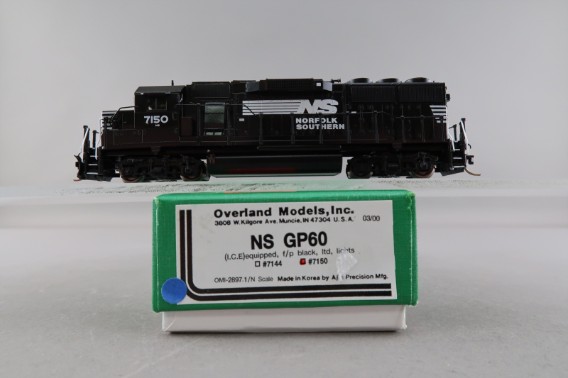 7150
NS
NORFOLK
SOUTHERN
Overland Models, Inc. 03/00
3808 W. Kilgore Ave. Muncie, IN 47304 U.S.A.
NS GP60
(I.C.E)equipped, f/p black, ltd, lights
#7144 #7150
OMI-2697.1/N Scale Made in Korea by Ajin Precision Mfg.